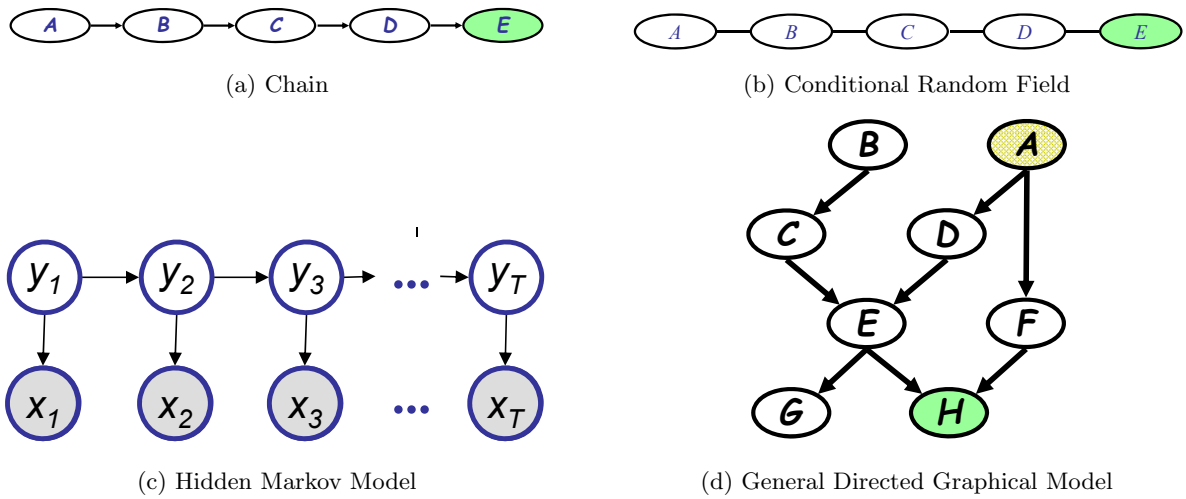 A B C D E
(a) Chain
A B C D E
(b) Conditional Random Field
y1 y2 y3 ... yT
x1 x2 x3 ... xT
(c) Hidden Markov Model
B A
C D
E F
G H
(d) General Directed Graphical Model